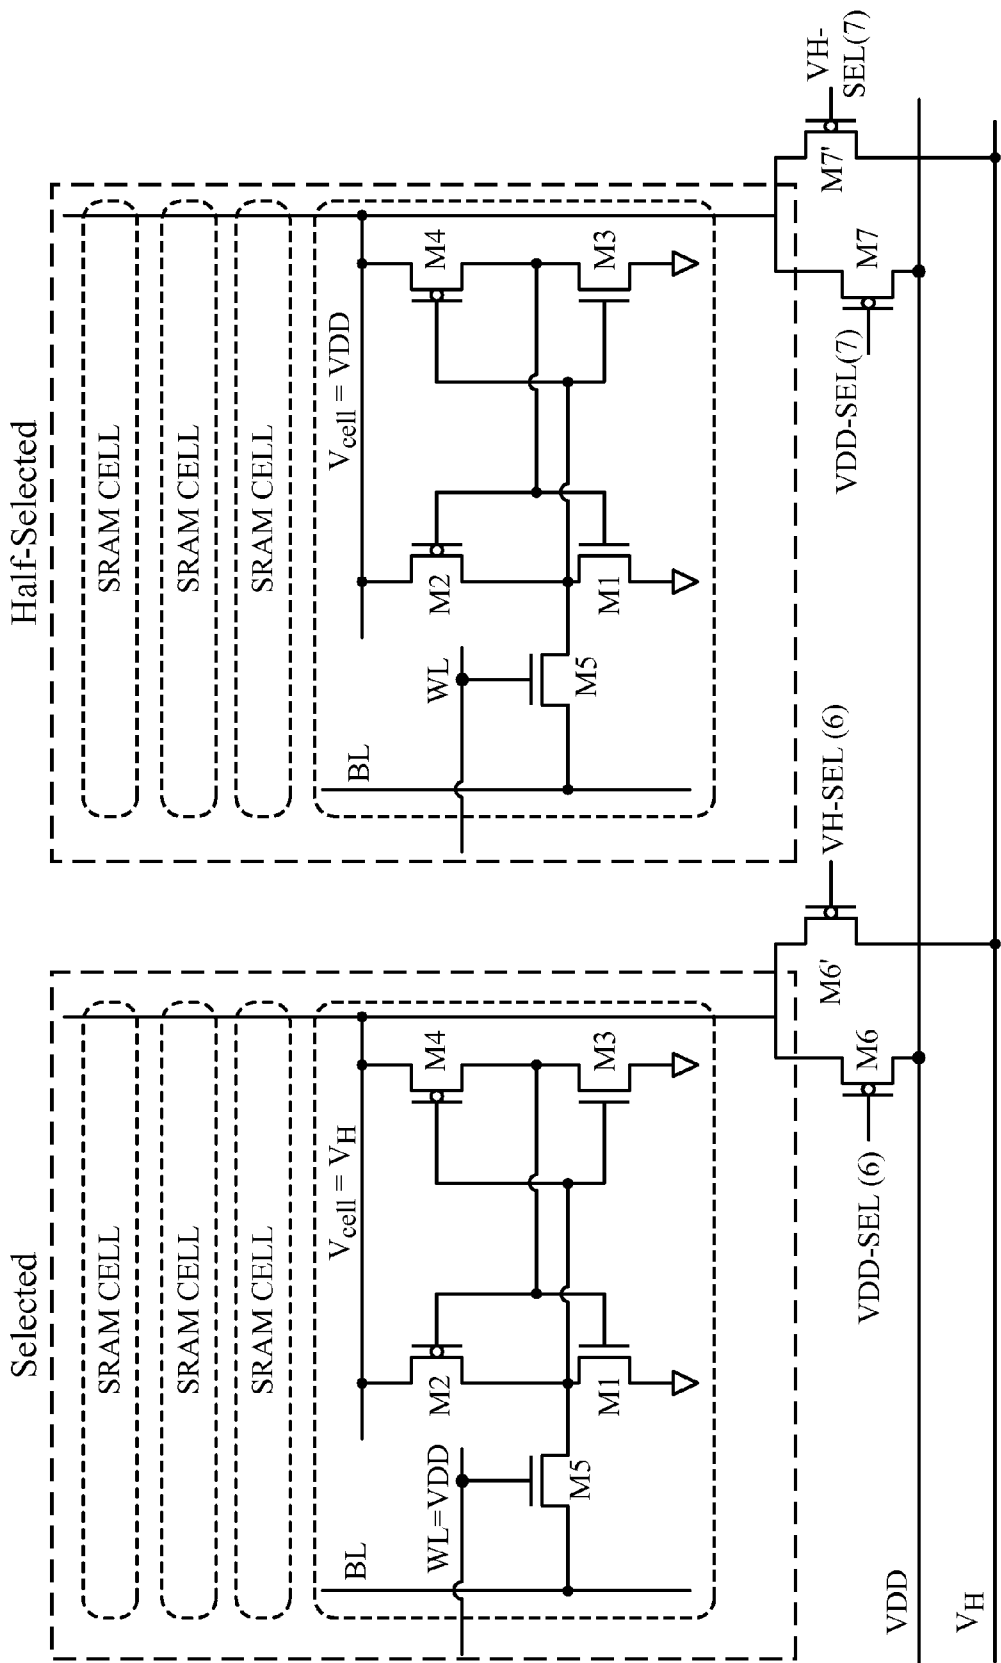 Selected
SRAM CELL
SRAM CELL
SRAM CELL
V_cell = V_H
M4
M3
M2
M1
WL=VDD
M5
BL
M6'
M6
VH-SEL (6)
VDD-SEL (6)
Half-Selected
SRAM CELL
SRAM CELL
SRAM CELL
V_cell = VDD
M4
M3
M2
M1
WL
M5
BL
M7'
M7
VH-
SEL(7)
VDD-SEL(7)
VDD
V_H